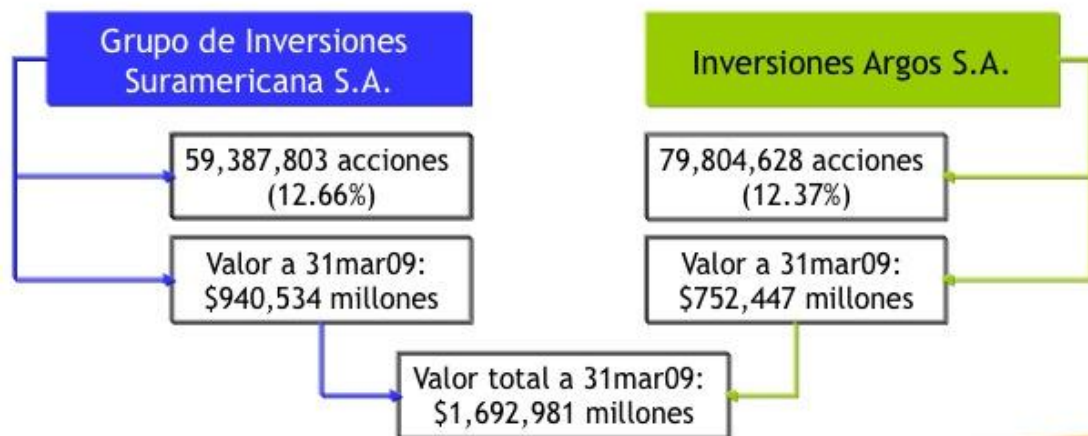 Grupo de Inversiones
Suramericana S.A.
Inversiones Argos S.A.
59,387,803 acciones
(12.66%)
79,804,628 acciones
(12.37%)
Valor a 31mar09:
$940,534 millones
Valor a 31mar09:
$752,447 millones
Valor total a 31mar09:
$1,692,981 millones